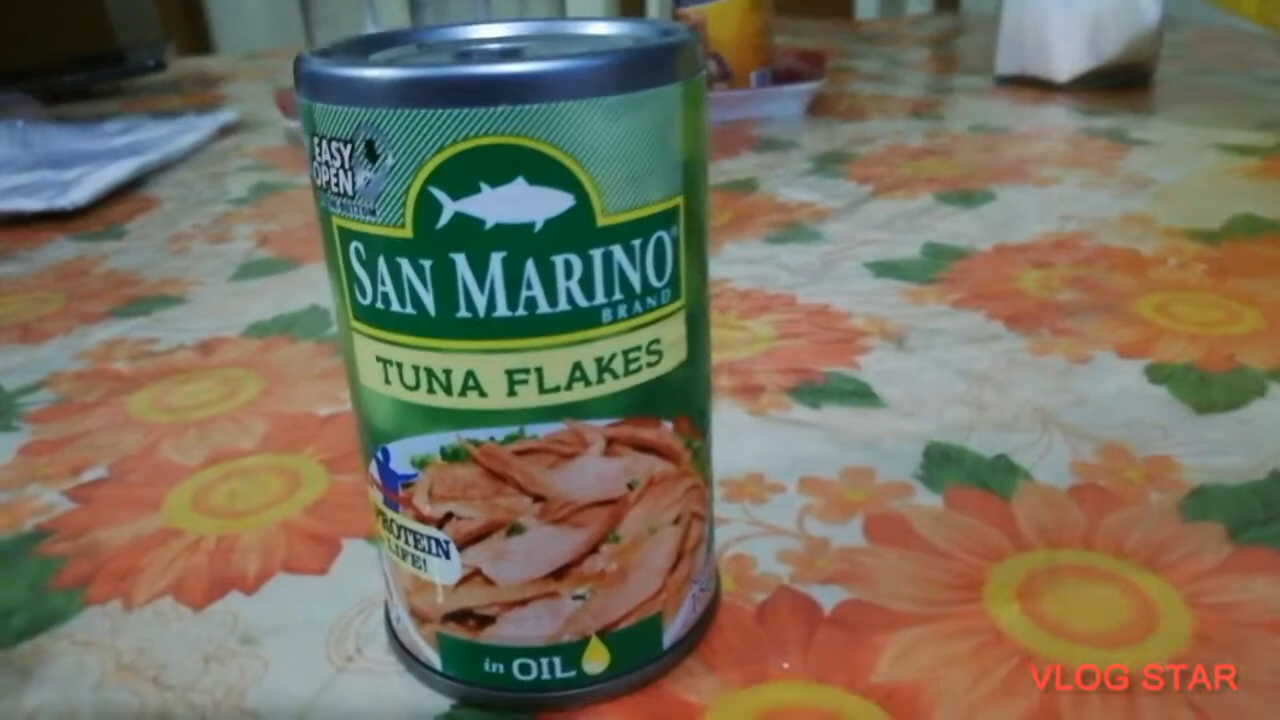 EASY
OPEN
SAN MARINO®
BRAND
TUNA FLAKES
PROTEIN
LIFE!
in OIL
VLOG STAR